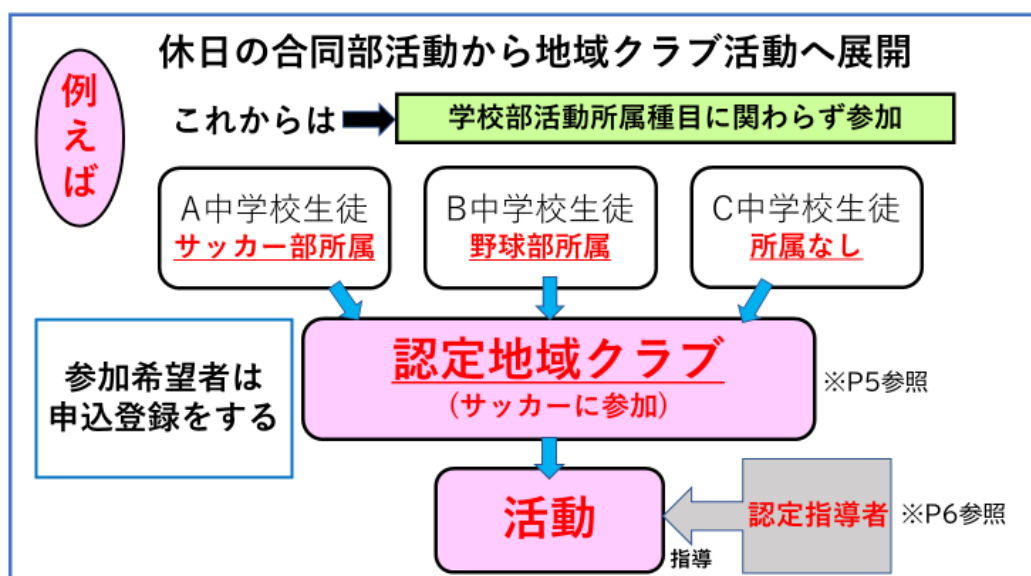 休日の合同部活動から地域クラブ活動へ展開
例えば
これからは
学校部活動所属種目に関わらず参加
A中学校生徒
サッカー部所属
B中学校生徒
野球部所属
C中学校生徒
所属なし
参加希望者は
申込登録をする
認定地域クラブ
(サッカーに参加)
※P5参照
活動
指導
認定指導者
※P6参照